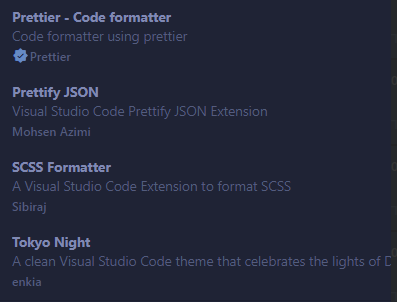 Prettier - Code formatter
Code formatter using prettier
Prettier
Prettify JSON
Visual Studio Code Prettify JSON Extension
Mohsen Azimi
SCSS Formatter
A Visual Studio Code Extension to format SCSS
Sibiraj
Tokyo Night
A clean Visual Studio Code theme that celebrates the lights of D
enkia